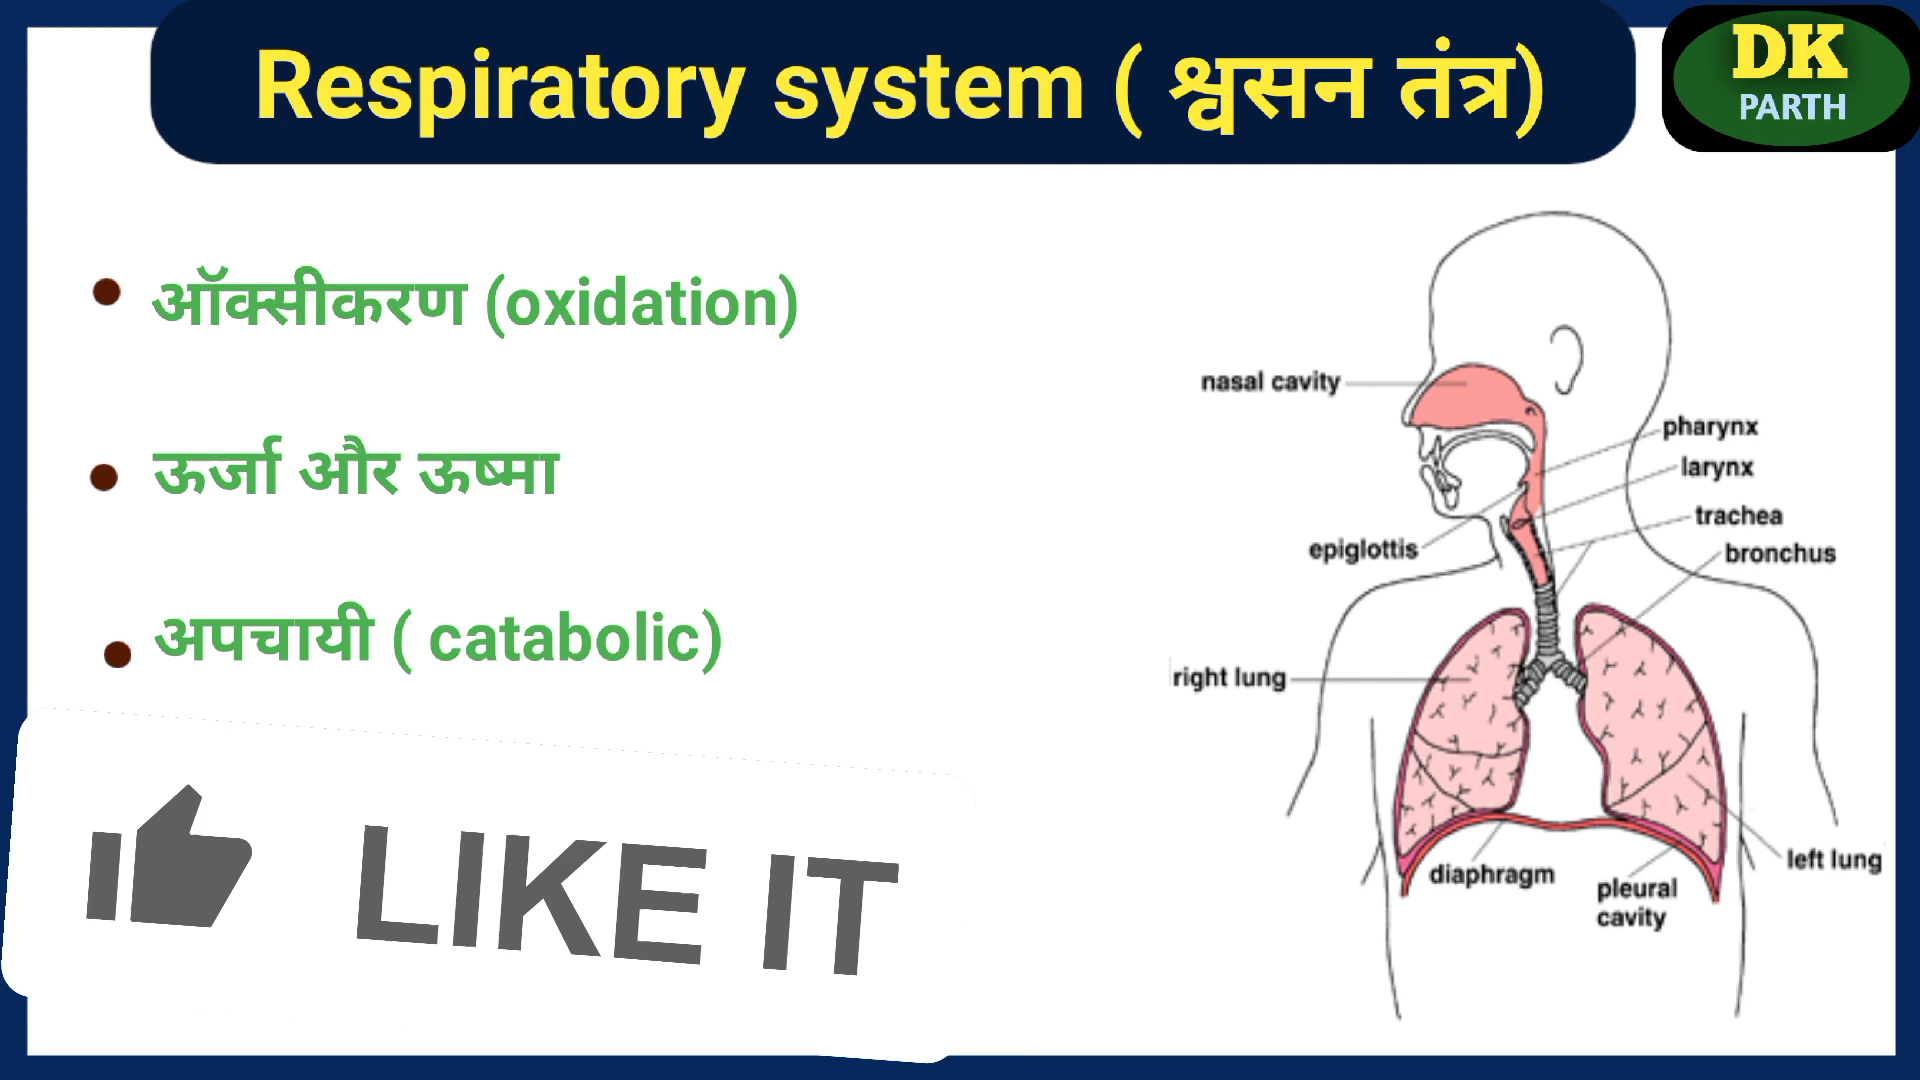 Respiratory system ( श्वसन तंत्र)
DK
PARTH
ऑक्सीकरण (oxidation)
ऊर्जा और ऊष्मा
अपचायी ( catabolic)
LIKE IT
nasal cavity
pharynx
larynx
trachea
epiglottis
bronchus
right lung
left lung
diaphragm
pleural
cavity